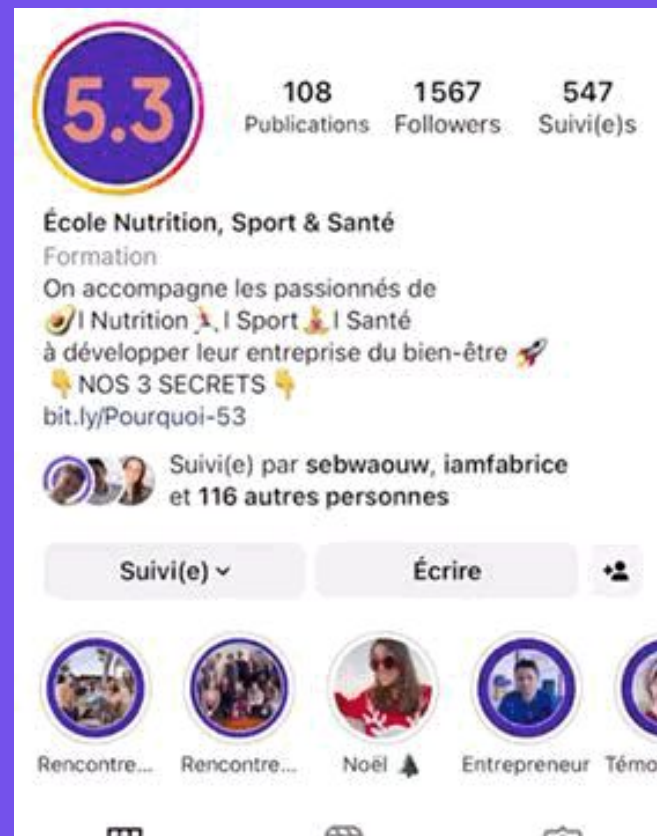 5.3
108 1567 547
Publications Followers Suivi(e)s
École Nutrition, Sport & Santé
Formation
On accompagne les passionnés de
🥑I Nutrition🏃‍♀️I Sport🧘‍♀️I Santé
à développer leur entreprise du bien-être 🚀
👇NOS 3 SECRETS👇
bit.ly/Pourquoi-53
Suivi(e) par sebwaouw, iamfabrice
et 116 autres personnes
Suivi(e) Écrire
Rencontre... Rencontre... Noël 🌲 Entrepreneur Témo